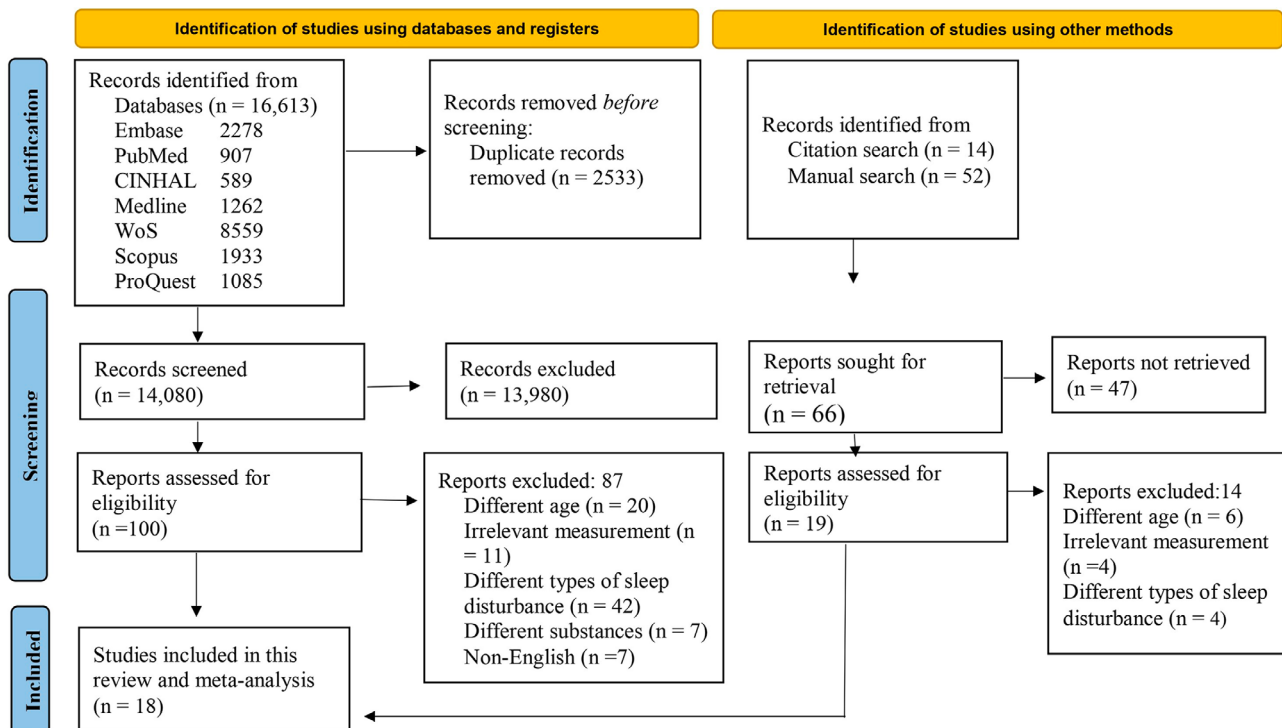 Identification of studies using databases and registers
Identification of studies using other methods
Identification
Records identified from
Databases (n = 16,613)
Embase 2278
PubMed 907
CINHAL 589
Medline 1262
WoS 8559
Scopus 1933
ProQuest 1085
Records removed before
screening:
Duplicate records
removed (n = 2533)
Records identified from
Citation search (n = 14)
Manual search (n = 52)
Screening
Records screened
(n = 14,080)
Records excluded
(n = 13,980)
Reports sought for
retrieval
(n = 66)
Reports not retrieved
(n = 47)
Reports assessed for
eligibility
(n =100)
Reports excluded: 87
Different age (n = 20)
Irrelevant measurement (n
= 11)
Different types of sleep
disturbance (n = 42)
Different substances (n = 7)
Non-English (n =7)
Reports assessed for
eligibility
(n = 19)
Reports excluded:14
Different age (n = 6)
Irrelevant measurement
(n =4)
Different types of sleep
disturbance (n = 4)
Included
Studies included in this
review and meta-analysis
(n = 18)